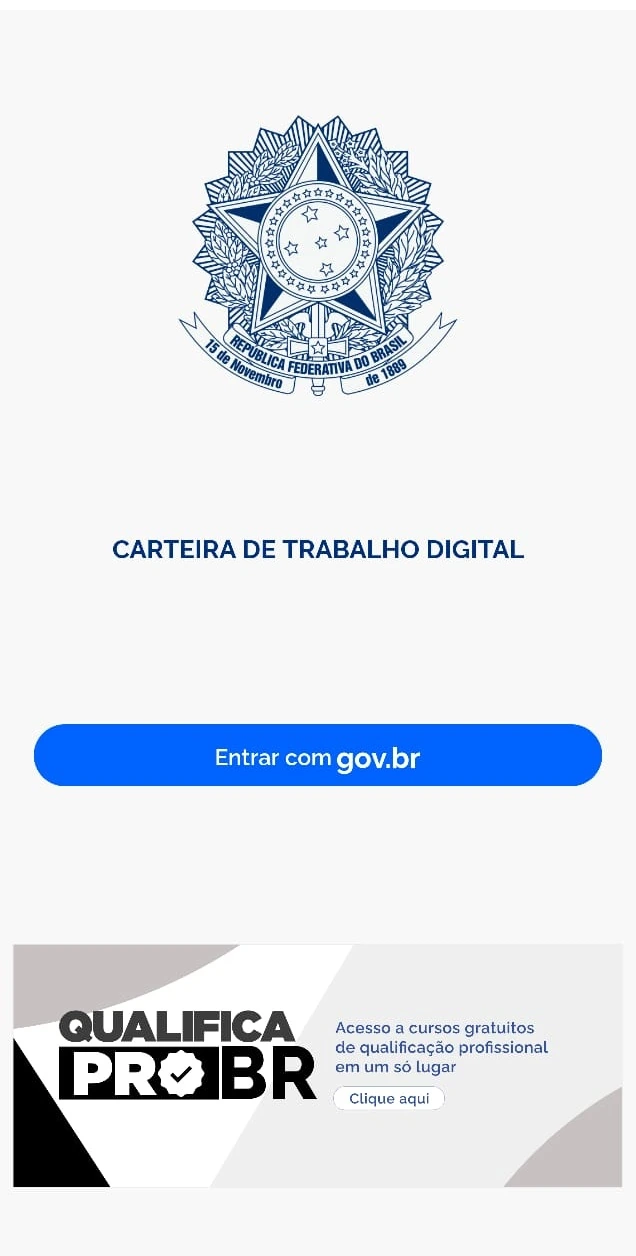 REPÚBLICA FEDERATIVA DO BRASIL
15 de Novembro de 1889
CARTEIRA DE TRABALHO DIGITAL
Entrar com gov.br
QUALIFICA
PRO BR
Acesso a cursos gratuitos
de qualificação profissional
em um só lugar
Clique aqui